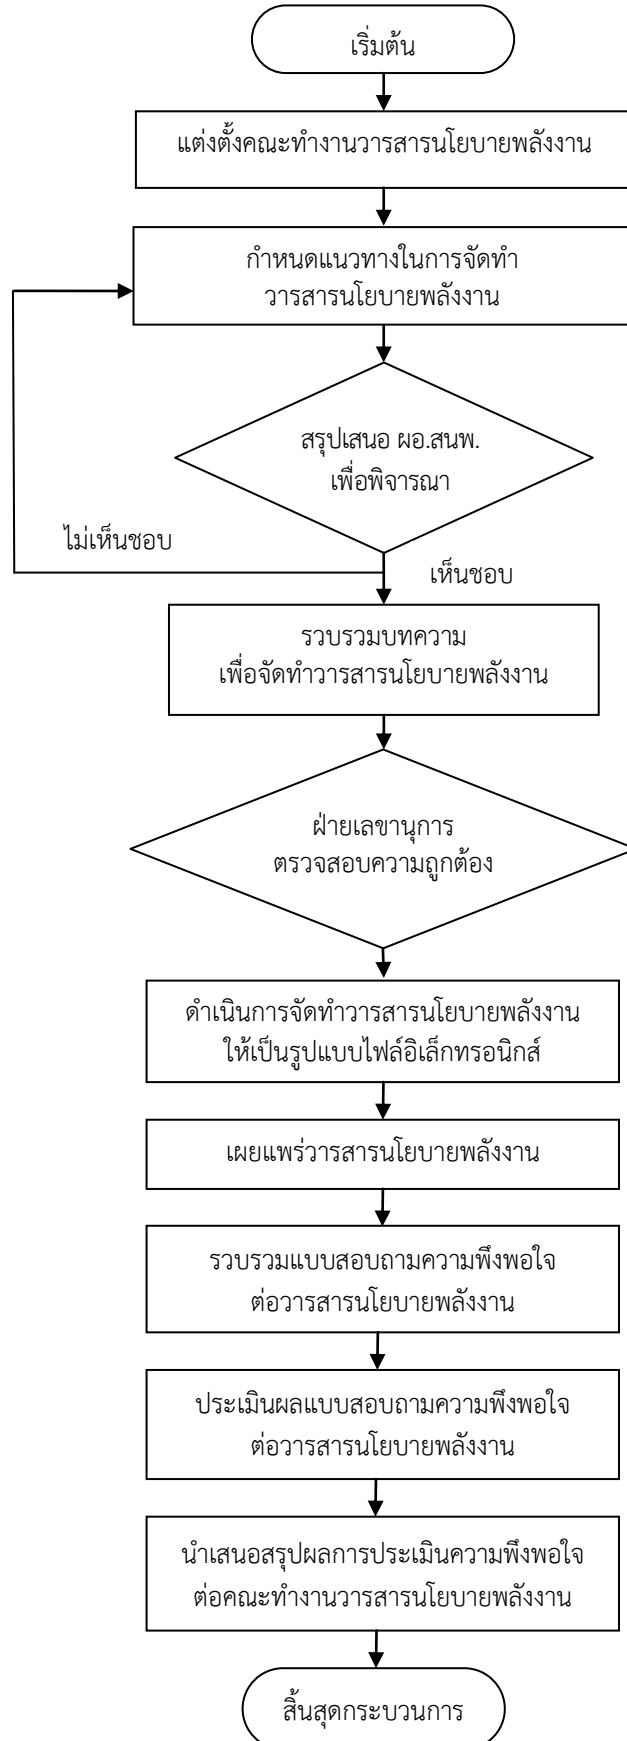 เริ่มต้น
แต่งตั้งคณะทำงานวารสารนโยบายพลังงาน
กำหนดแนวทางในการจัดทำ
วารสารนโยบายพลังงาน
สรุปเสนอ ผอ.สนพ.
เพื่อพิจารณา
ไม่เห็นชอบ
เห็นชอบ
รวบรวมบทความ
เพื่อจัดทำวารสารนโยบายพลังงาน
ฝ่ายเลขานุการ
ตรวจสอบความถูกต้อง
ดำเนินการจัดทำวารสารนโยบายพลังงาน
ให้เป็นรูปแบบไฟล์อิเล็กทรอนิกส์
เผยแพร่วารสารนโยบายพลังงาน
รวบรวมแบบสอบถามความพึงพอใจ
ต่อวารสารนโยบายพลังงาน
ประเมินผลแบบสอบถามความพึงพอใจ
ต่อวารสารนโยบายพลังงาน
นำเสนอสรุปผลการประเมินความพึงพอใจ
ต่อคณะทำงานวารสารนโยบายพลังงาน
สิ้นสุดกระบวนการ